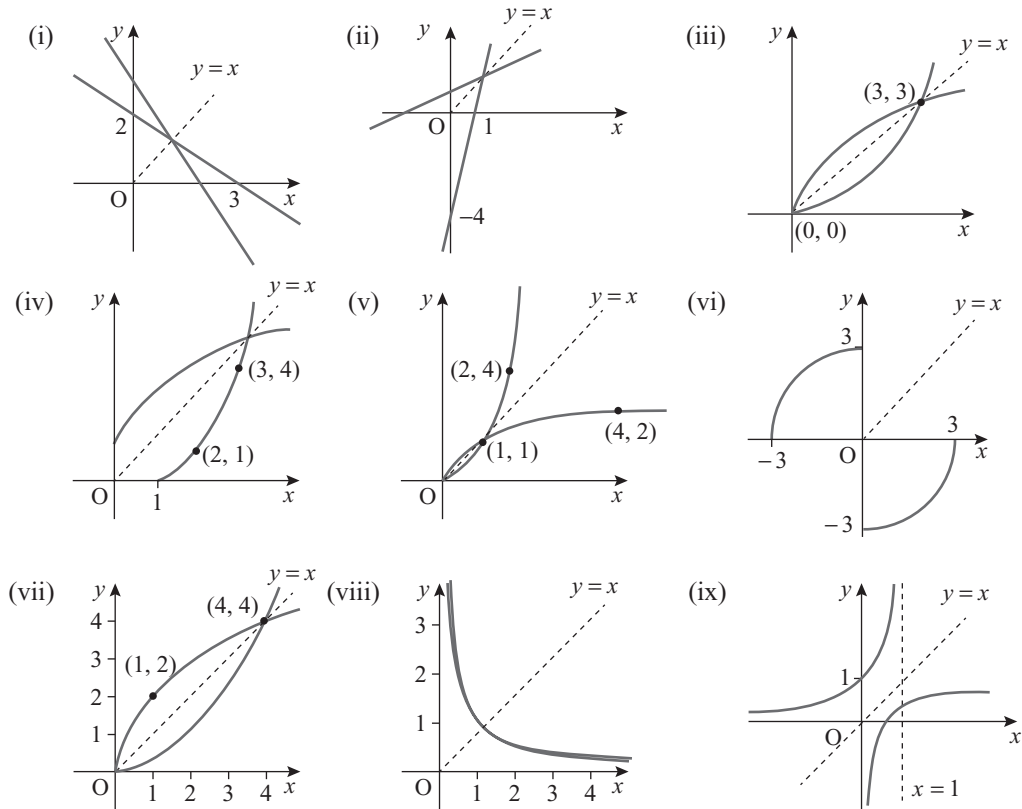 (i)
y
y = x
2
O
3
x
(ii)
y
y = x
O
1
x
−4
(iii)
y
y = x
(3, 3)
(0, 0)
x
(iv)
y
y = x
(3, 4)
(2, 1)
O
1
x
(v)
y
y = x
(2, 4)
(1, 1)
(4, 2)
O
x
(vi)
y
y = x
3
3
−3
O
x
−3
(vii)
y
y = x
4
(4, 4)
3
(1, 2)
2
1
O
1
2
3
4
x
(viii)
y
y = x
3
2
1
O
1
2
3
4
x
(ix)
y
y = x
1
O
x
x = 1